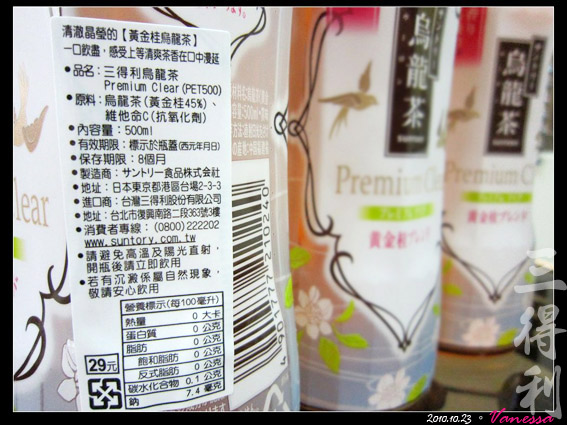 清澈晶瑩的【黃金桂烏龍茶】
一口飲盡，感受上等清爽茶香在口中漫延
●品名：三得利烏龍茶
Premium Clear (PET500)
●原料：烏龍茶(黃金桂45%)、
維他命C(抗氧化劑)
●內容量：500ml
●有效期限：標示於瓶蓋(西元年月日)
●保存期限：8個月
●製造商：サントリー食品株式会社
●地址：日本東京都港區台場2-3-3
●進口商：台灣三得利股份有限公司
●地址：台北市復興南路二段363號3樓
●消費者專線：(0800)222202
www.suntory.com.tw
●請避免高溫及陽光直射，
開瓶後請立即飲用
●若有沉澱係屬自然現象，
敬請安心飲用
營養標示(每100毫升)
熱量 0 大卡
蛋白質 0 公克
脂肪 0 公克
飽和脂肪 0 公克
反式脂肪 0 公克
碳水化合物 0.1 公克
鈉 7.4 毫克
29元
4901777210240
lear
烏龍茶
Premium Clear
黃金桂ブレンド
烏龍茶
Premium C
黄金桂ブレンド
三得利
2010.10.23 。Vanessa